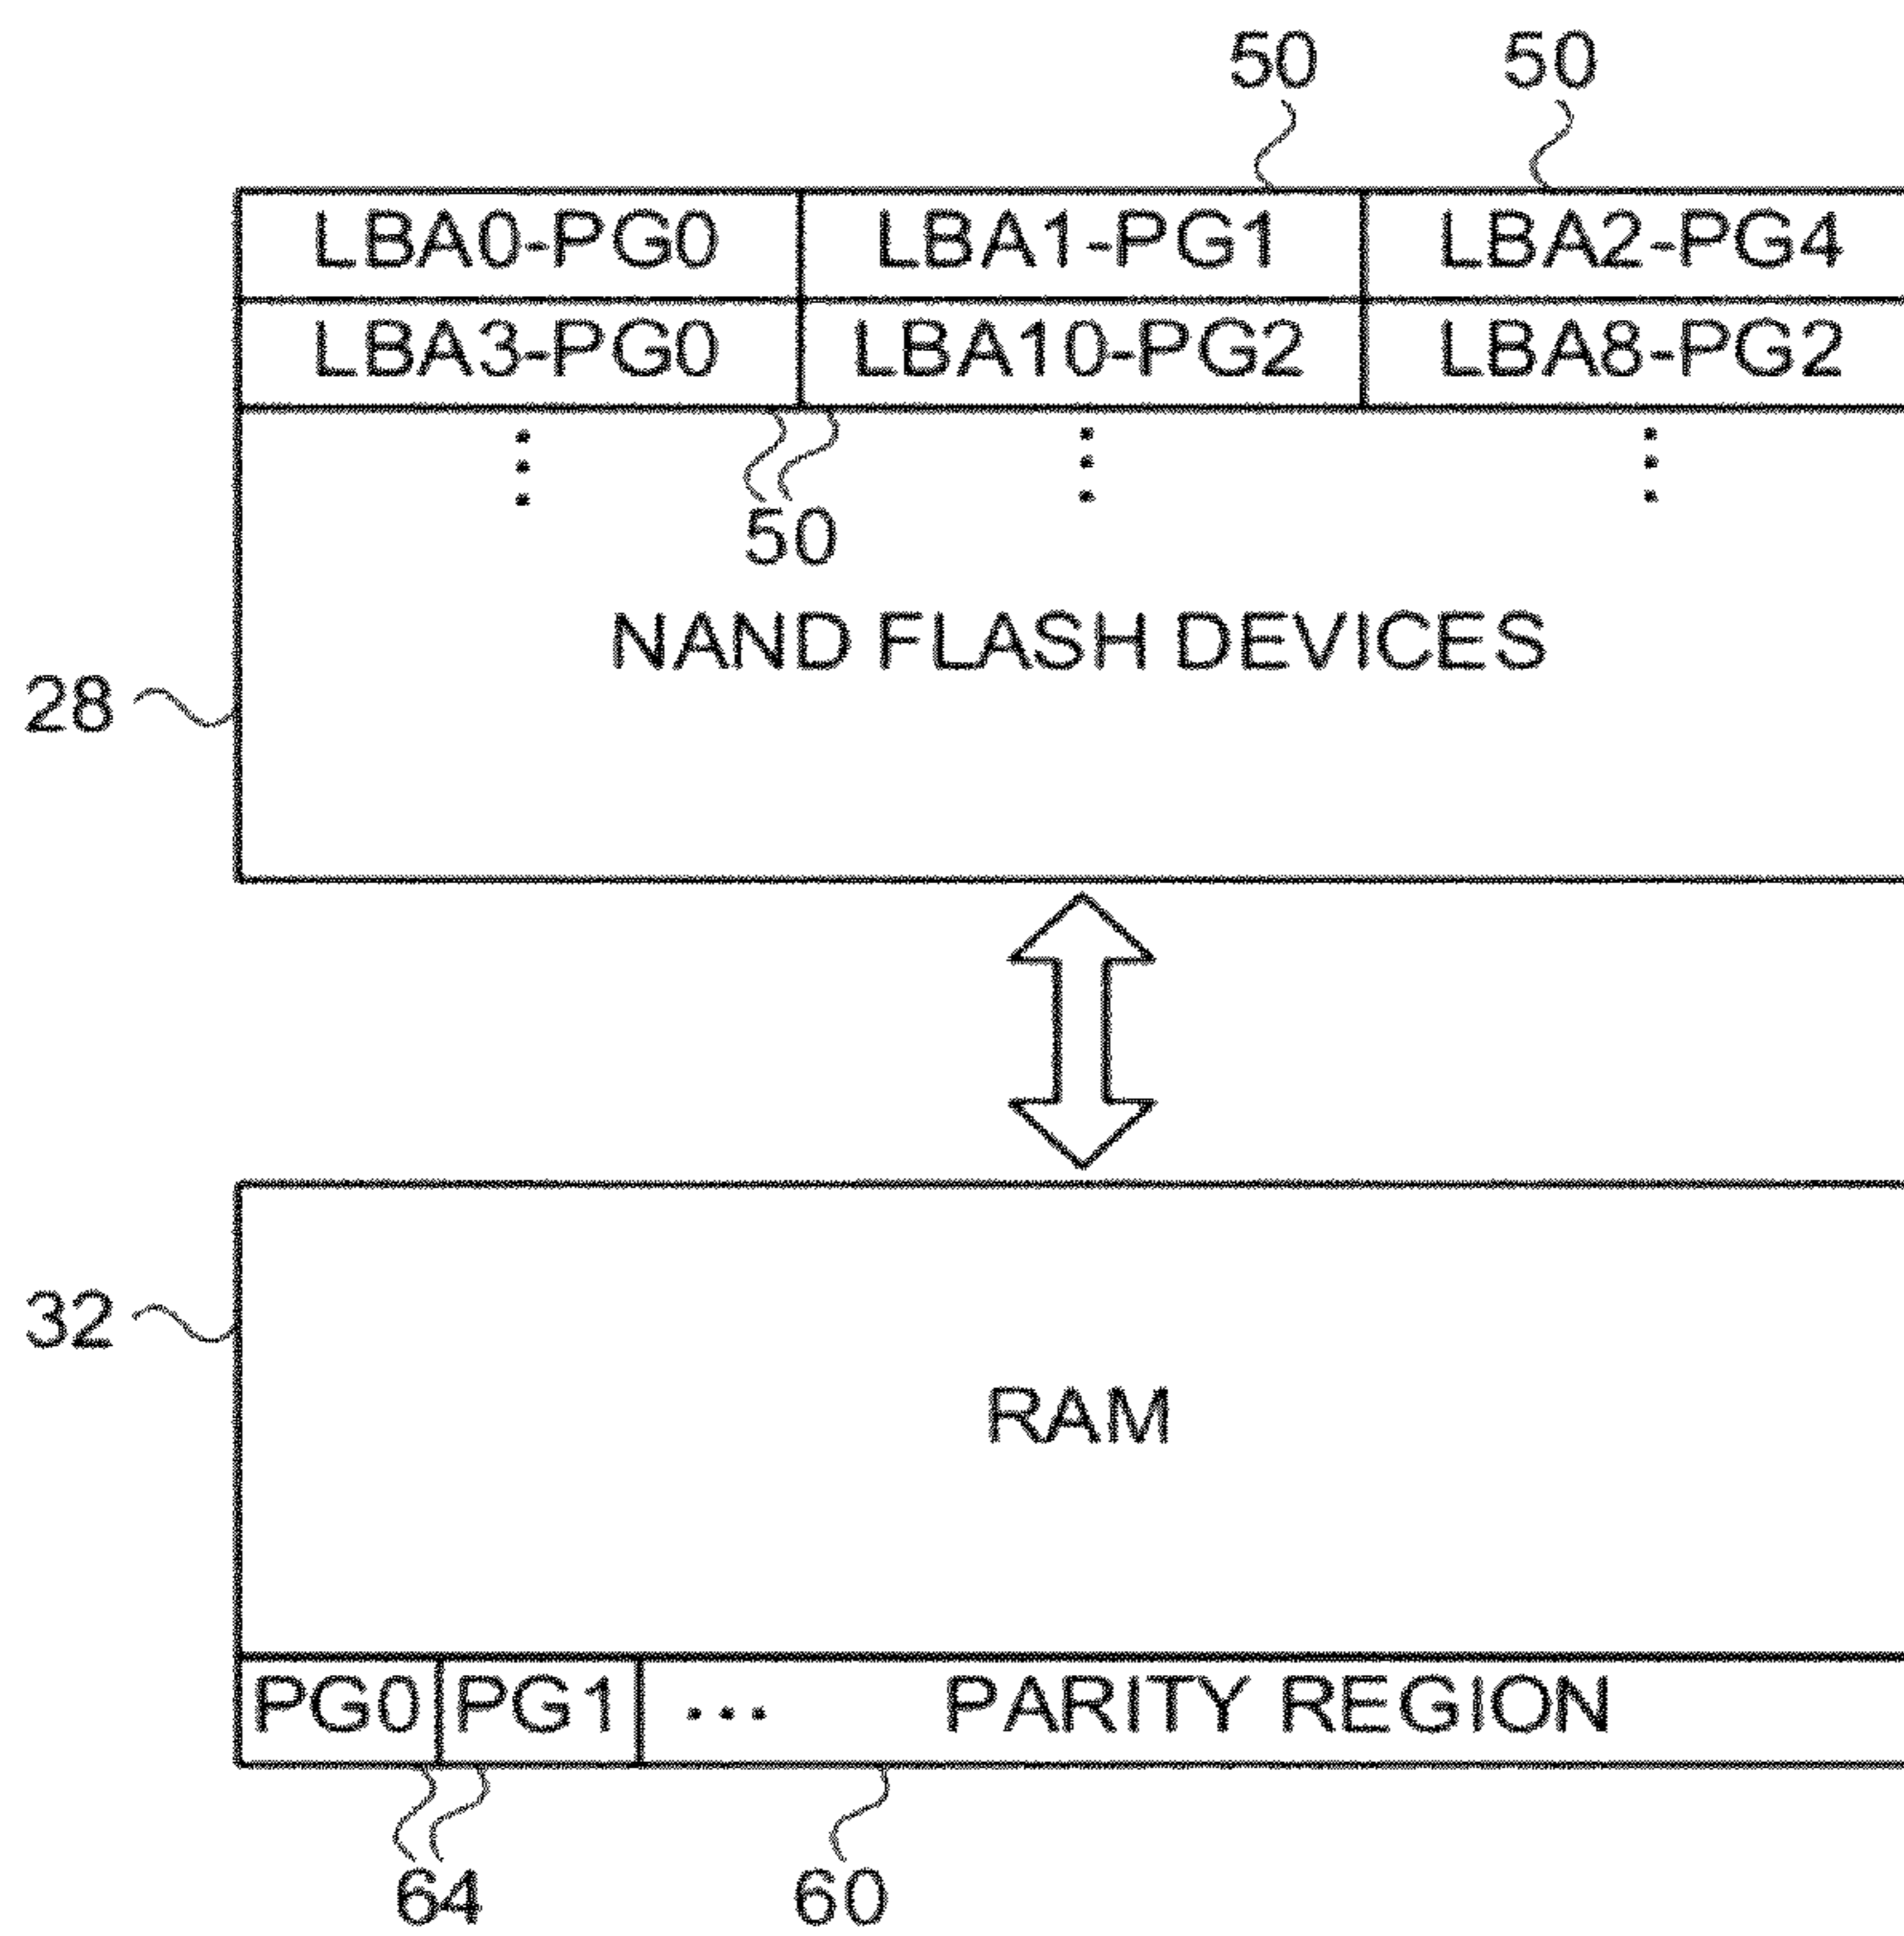 50 50
LBA0-PG0 LBA1-PG1 LBA2-PG4
LBA3-PG0 LBA10-PG2 LBA8-PG2
50
NAND FLASH DEVICES
28
32
RAM
PG0 PG1 ... PARITY REGION
64 60